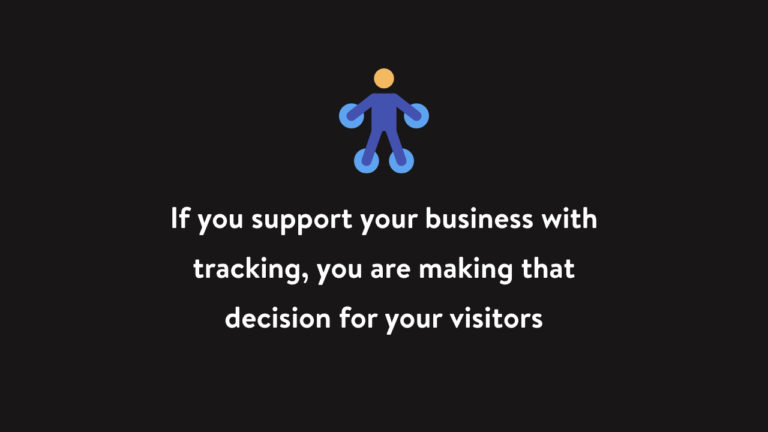 If you support your business with
tracking, you are making that
decision for your visitors